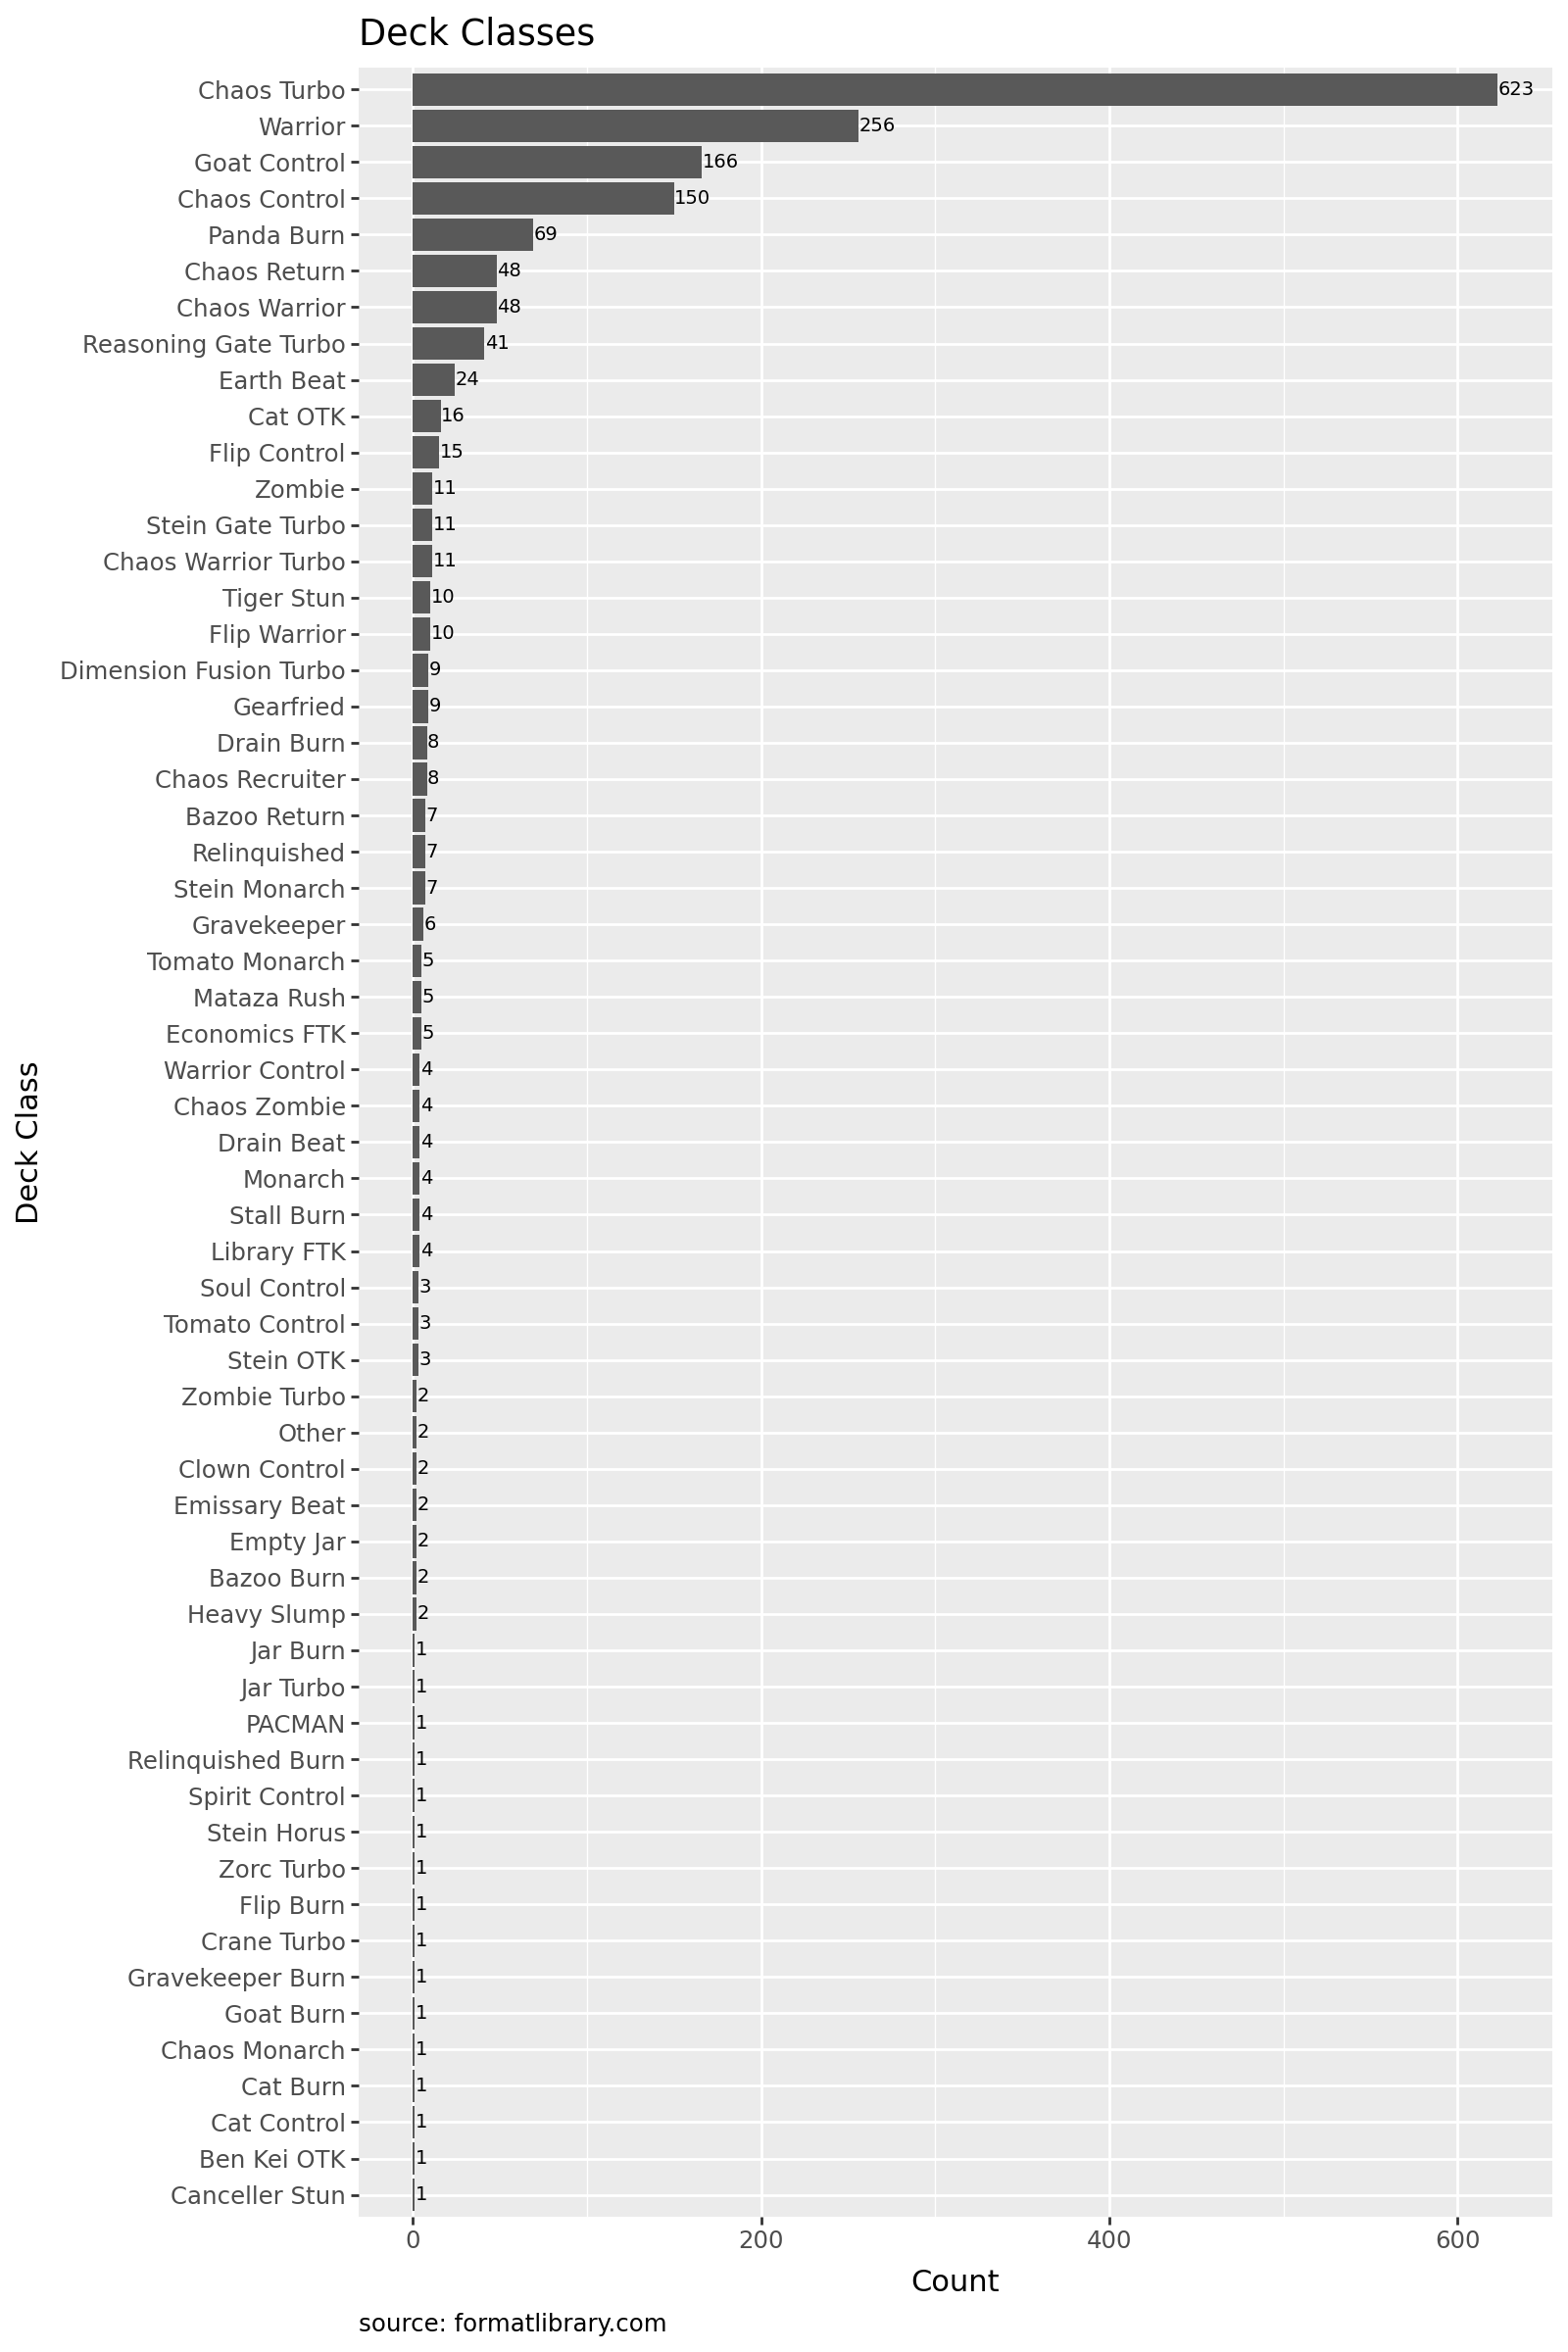 Deck Classes
Chaos Turbo 623
Warrior 256
Goat Control 166
Chaos Control 150
Panda Burn 69
Chaos Return 48
Chaos Warrior 48
Reasoning Gate Turbo 41
Earth Beat 24
Cat OTK 16
Flip Control 15
Zombie 11
Stein Gate Turbo 11
Chaos Warrior Turbo 11
Tiger Stun 10
Flip Warrior 10
Dimension Fusion Turbo 9
Gearfried 9
Drain Burn 8
Chaos Recruiter 8
Bazoo Return 7
Relinquished 7
Stein Monarch 7
Gravekeeper 6
Tomato Monarch 5
Mataza Rush 5
Economics FTK 5
Warrior Control 4
Chaos Zombie 4
Drain Beat 4
Monarch 4
Stall Burn 4
Library FTK 4
Soul Control 3
Tomato Control 3
Stein OTK 3
Zombie Turbo 2
Other 2
Clown Control 2
Emissary Beat 2
Empty Jar 2
Bazoo Burn 2
Heavy Slump 2
Jar Burn 1
Jar Turbo 1
PACMAN 1
Relinquished Burn 1
Spirit Control 1
Stein Horus 1
Zorc Turbo 1
Flip Burn 1
Crane Turbo 1
Gravekeeper Burn 1
Goat Burn 1
Chaos Monarch 1
Cat Burn 1
Cat Control 1
Ben Kei OTK 1
Canceller Stun 1
Deck Class
0 200 400 600
Count
source: formatlibrary.com